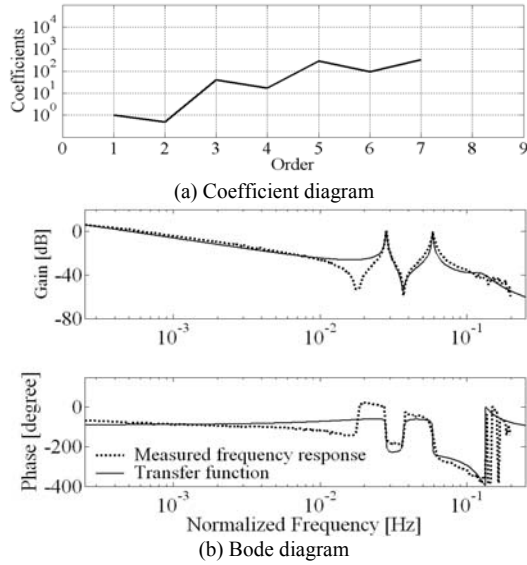 Coefficients
10^4
10^3
10^2
10^1
10^0
0 1 2 3 4 5 6 7 8 9
Order
(a) Coefficient diagram
Gain [dB]
0
-40
-80
10^-3 10^-2 10^-1
Phase [degree]
0
-200
-400
Measured frequency response
Transfer function
10^-3 10^-2 10^-1
Normalized Frequency [Hz]
(b) Bode diagram